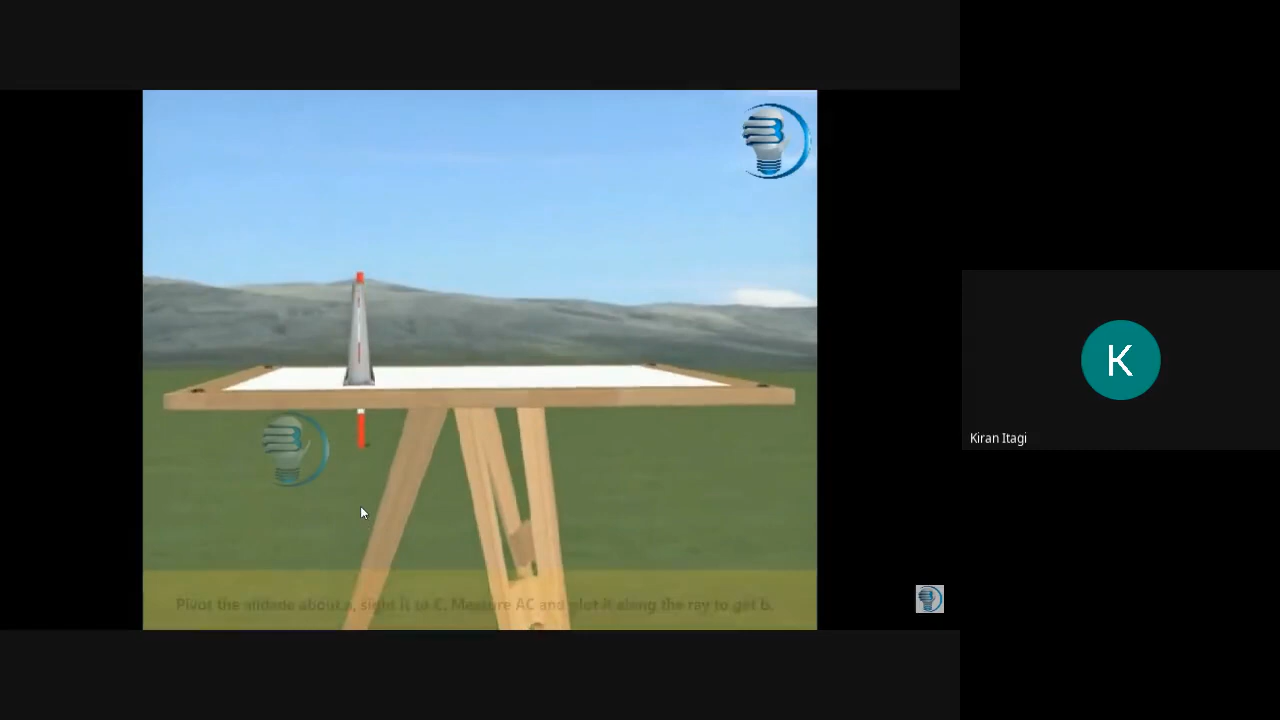 Pivot the alidade about a, sight it to C. Measure AC and plot it along the ray to get b.
K
Kiran Itagi